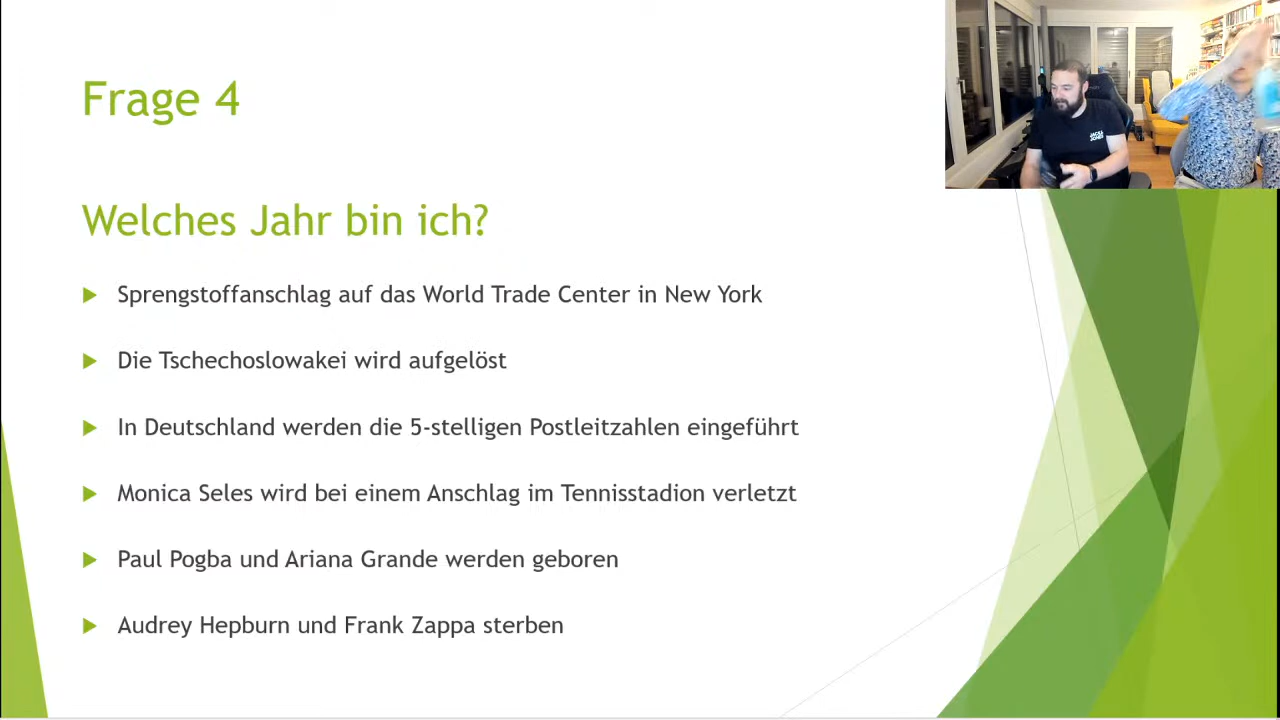 Frage 4
Welches Jahr bin ich?
Sprengstoffanschlag auf das World Trade Center in New York
Die Tschechoslowakei wird aufgelöst
In Deutschland werden die 5-stelligen Postleitzahlen eingeführt
Monica Seles wird bei einem Anschlag im Tennisstadion verletzt
Paul Pogba und Ariana Grande werden geboren
Audrey Hepburn und Frank Zappa sterben
JACK&
JONES